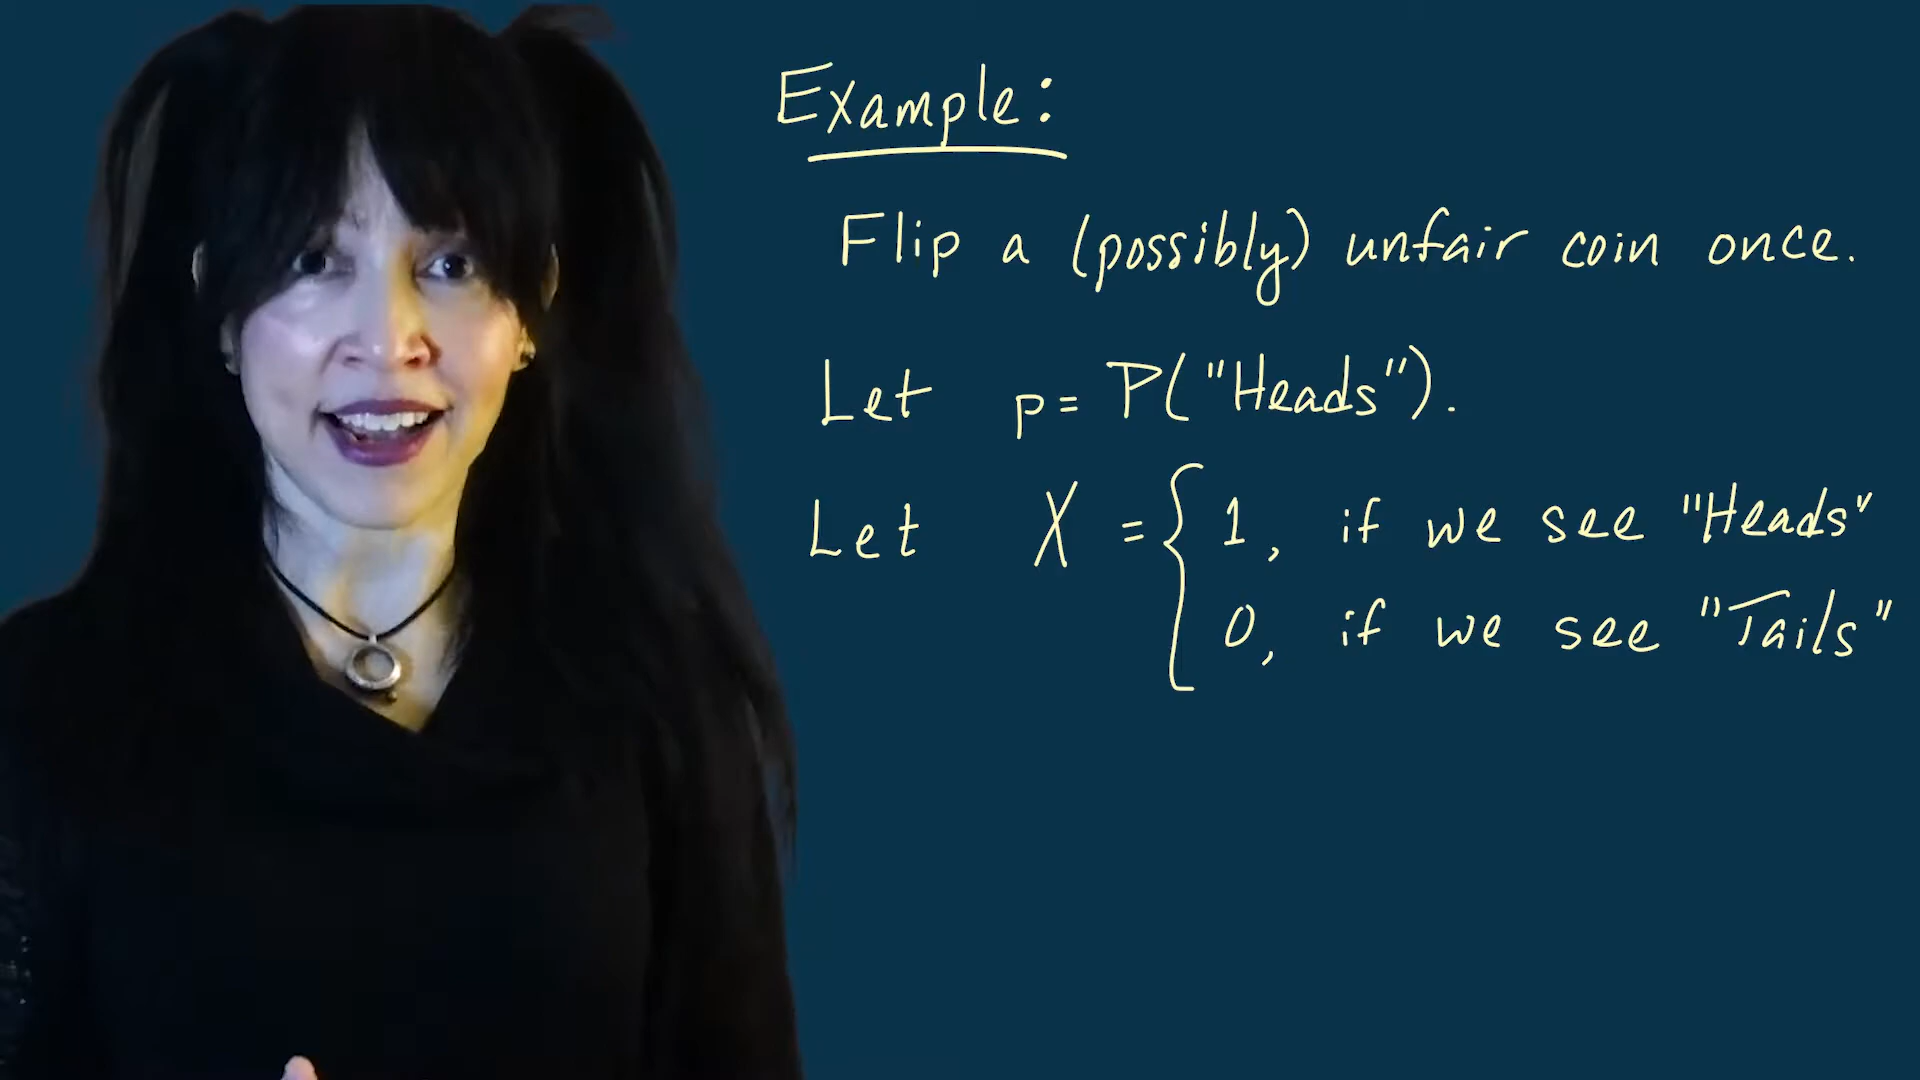 Example:
Flip a (possibly) unfair coin once.
Let p = P("Heads").
Let X = { 1, if we see "Heads"
0, if we see "Tails"